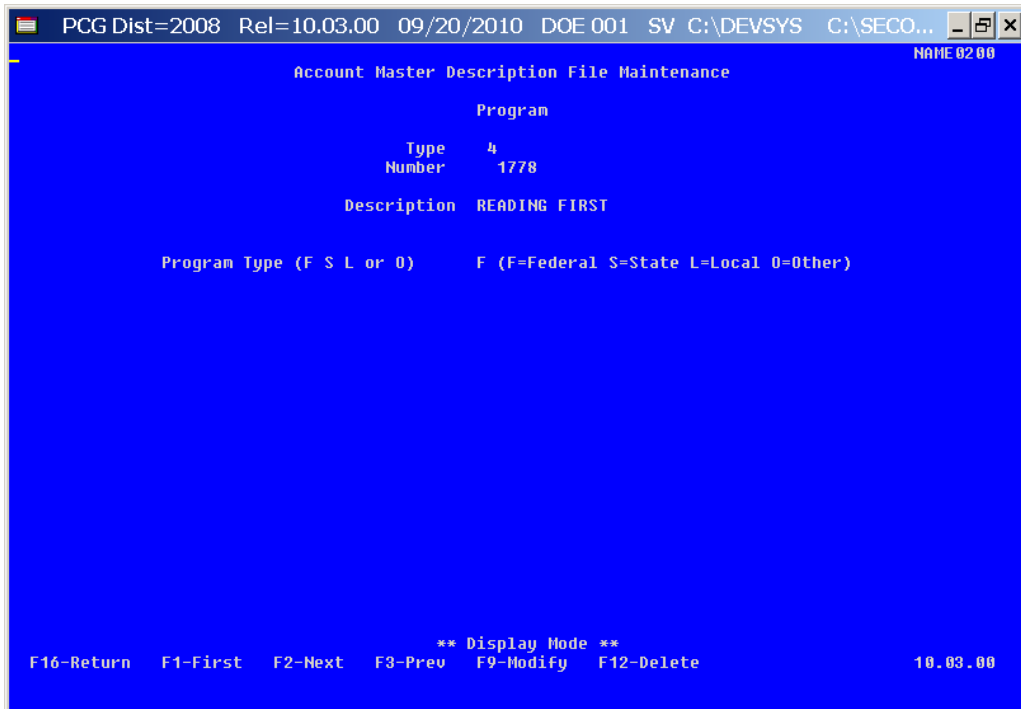 PCG Dist=2008 Rel=10.03.00 09/20/2010 DOE 001 SV C:\DEVSYS C:\SECO...
NAME0200
Account Master Description File Maintenance
Program
Type 4
Number 1778
Description READING FIRST
Program Type (F S L or O) F (F=Federal S=State L=Local O=Other)
** Display Mode **
F16-Return F1-First F2-Next F3-Prev F9-Modify F12-Delete 10.03.00